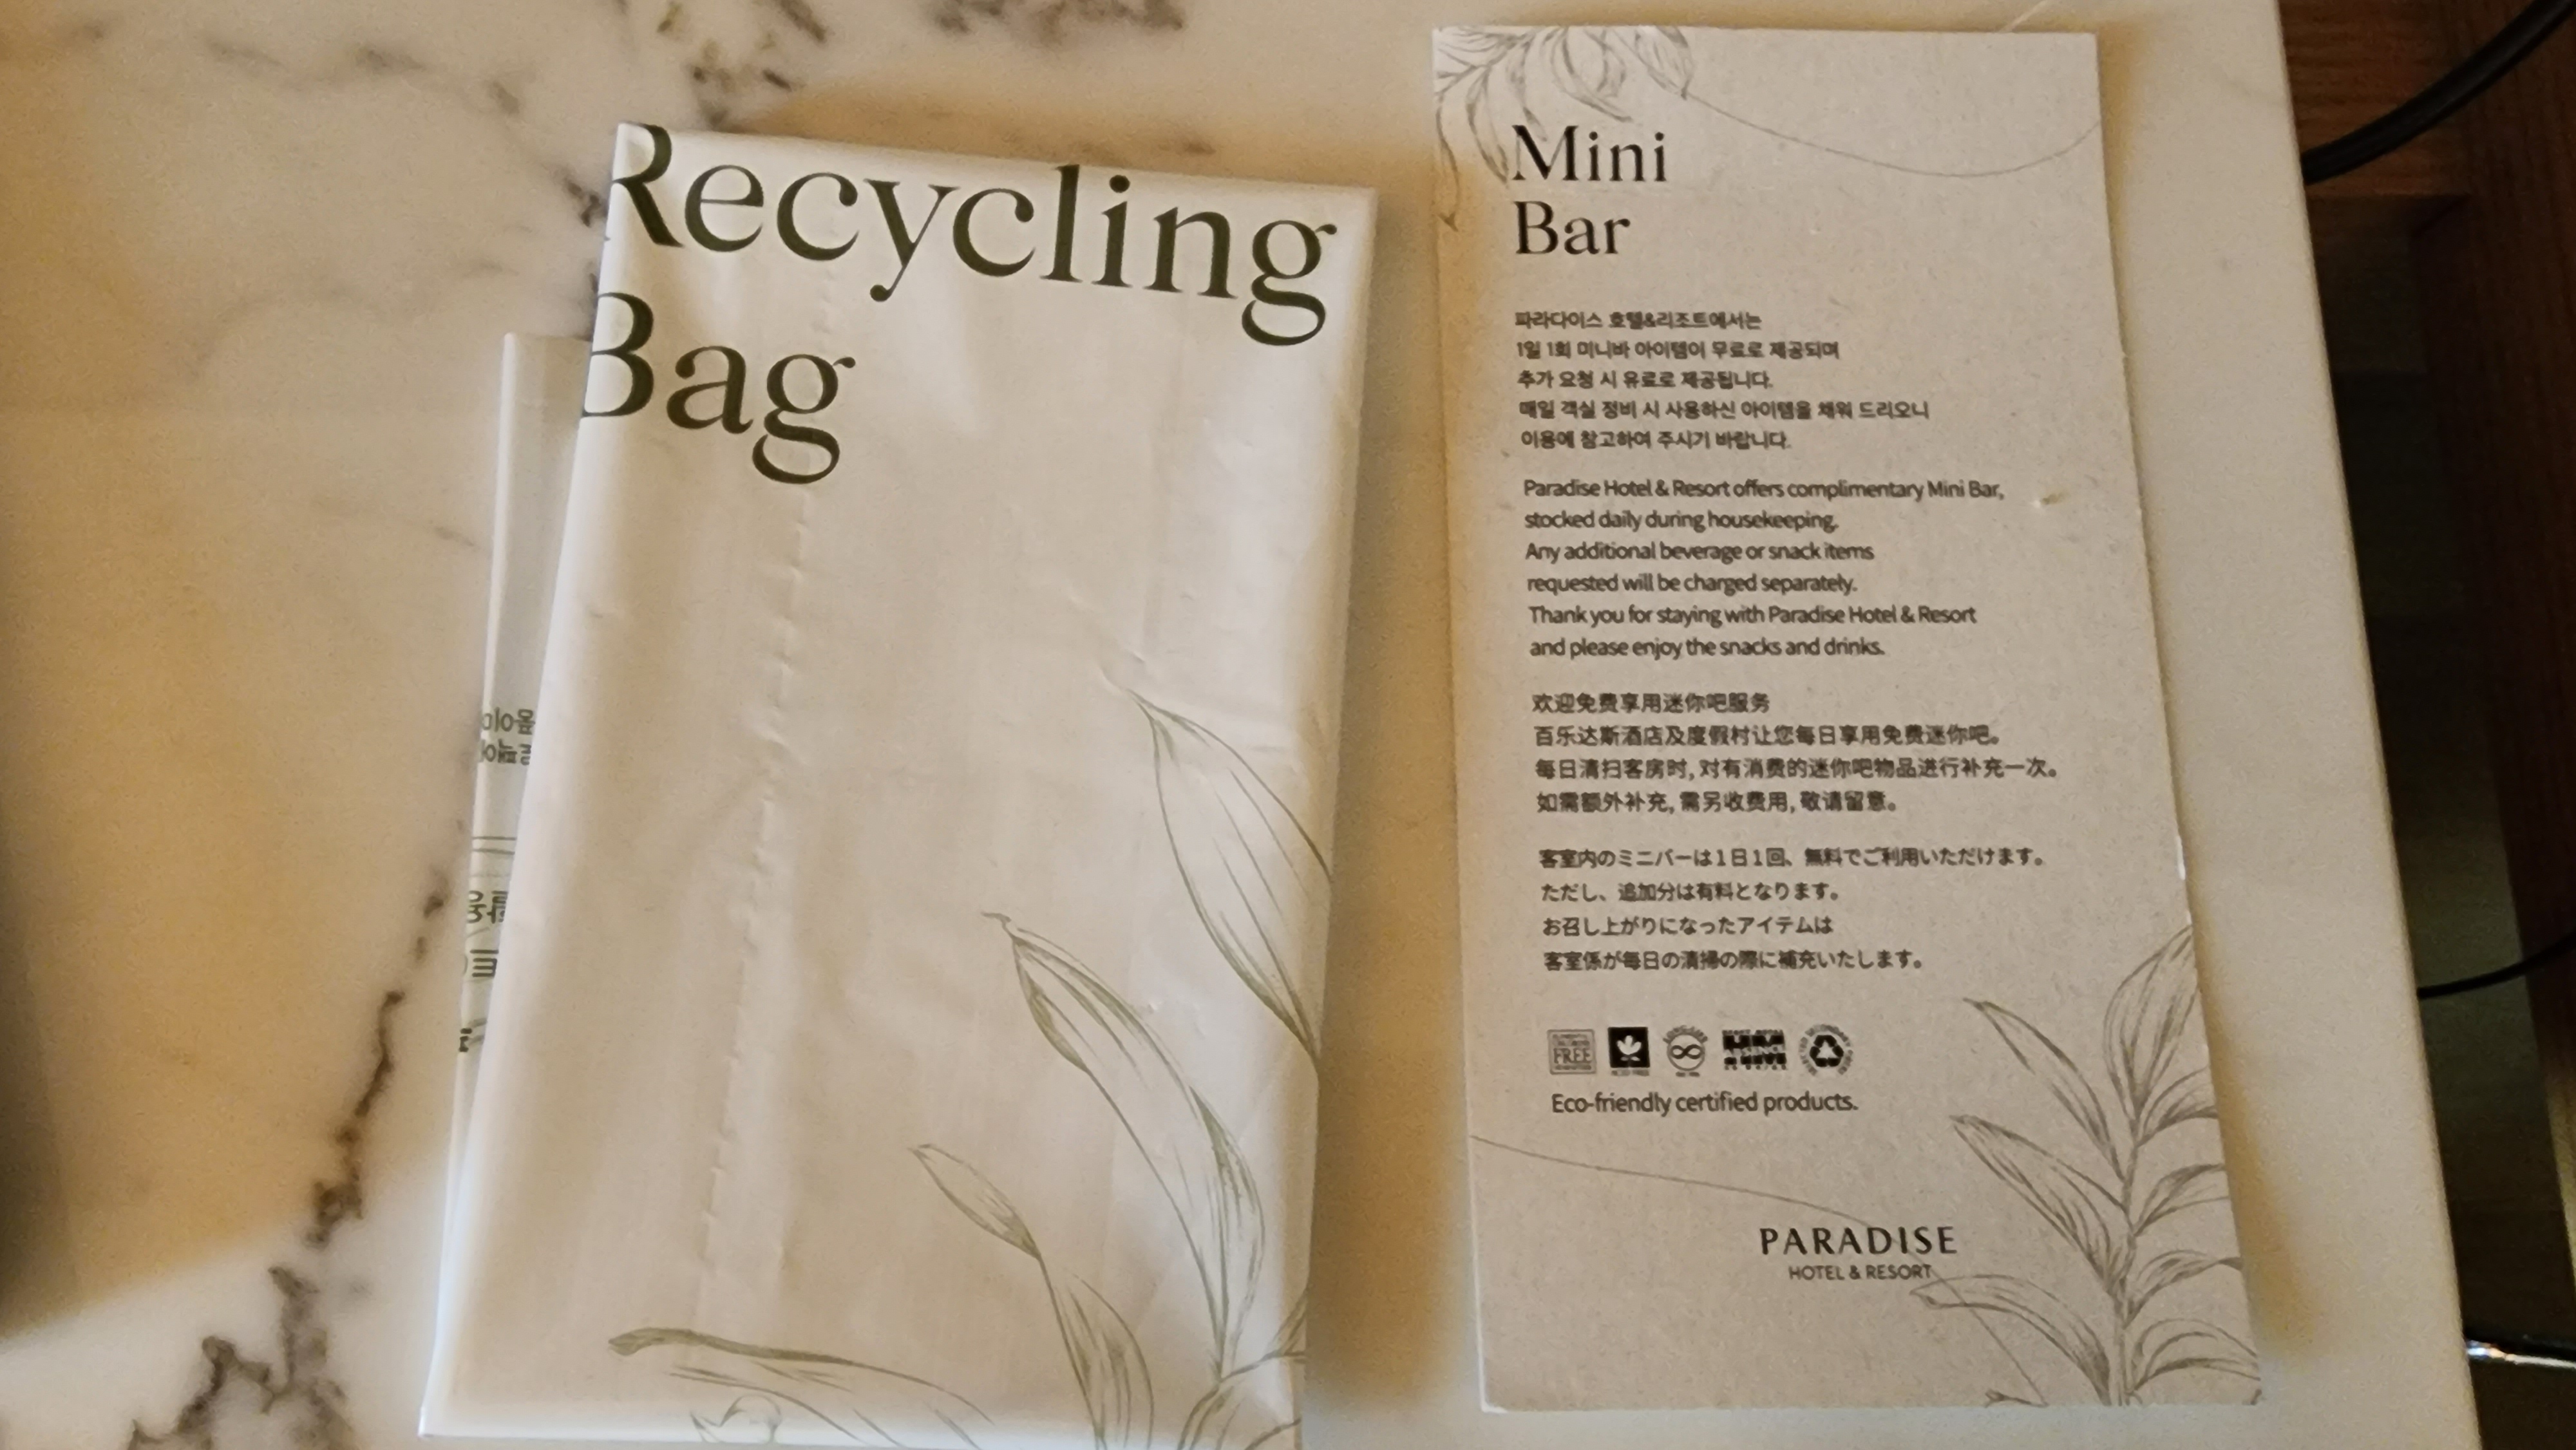 Recycling
Bag
Mini
Bar
파라다이스 호텔&리조트에서는
1일 1회 미니바 아이템이 무료로 제공되며
추가 요청 시 유료로 제공됩니다.
매일 객실 정비 시 사용하신 아이템을 채워 드리오니
이용에 참고하여 주시기 바랍니다.
Paradise Hotel & Resort offers complimentary Mini Bar,
stocked daily during housekeeping.
Any additional beverage or snack items
requested will be charged separately.
Thank you for staying with Paradise Hotel & Resort
and please enjoy the snacks and drinks.
欢迎免费享用迷你吧服务
百乐达斯酒店及度假村让您每日享用免费迷你吧。
每日清扫客房时, 对有消费的迷你吧物品进行补充一次。
如需额外补充, 需另收费用, 敬请留意。
客室内のミニバーは1日1回、無料でご利用いただけます。
ただし、追加分は有料となります。
お召し上がりになったアイテムは
客室係が毎日の清掃の際に補充いたします。
FREE
Eco-friendly certified products.
PARADISE
HOTEL & RESORT